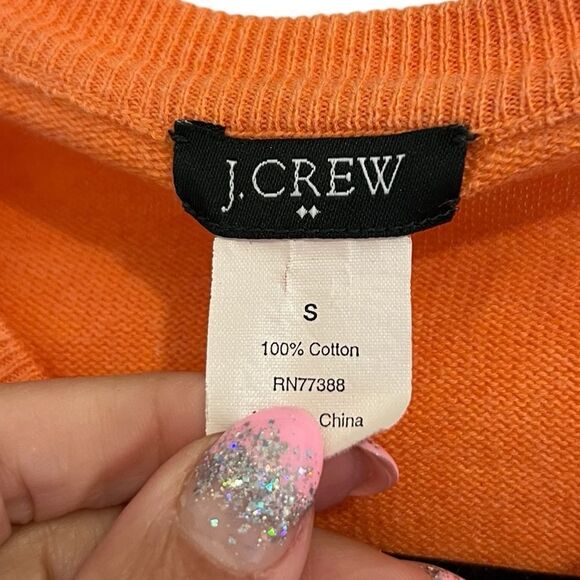 J.CREW
S
100% Cotton
RN77388
China